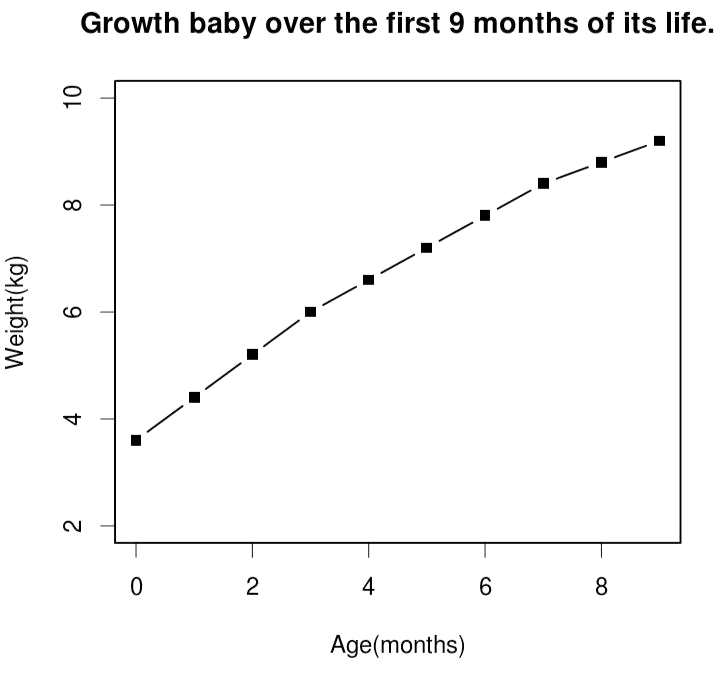 Growth baby over the first 9 months of its life.
10
8
6
4
2
Weight(kg)
0 2 4 6 8
Age(months)